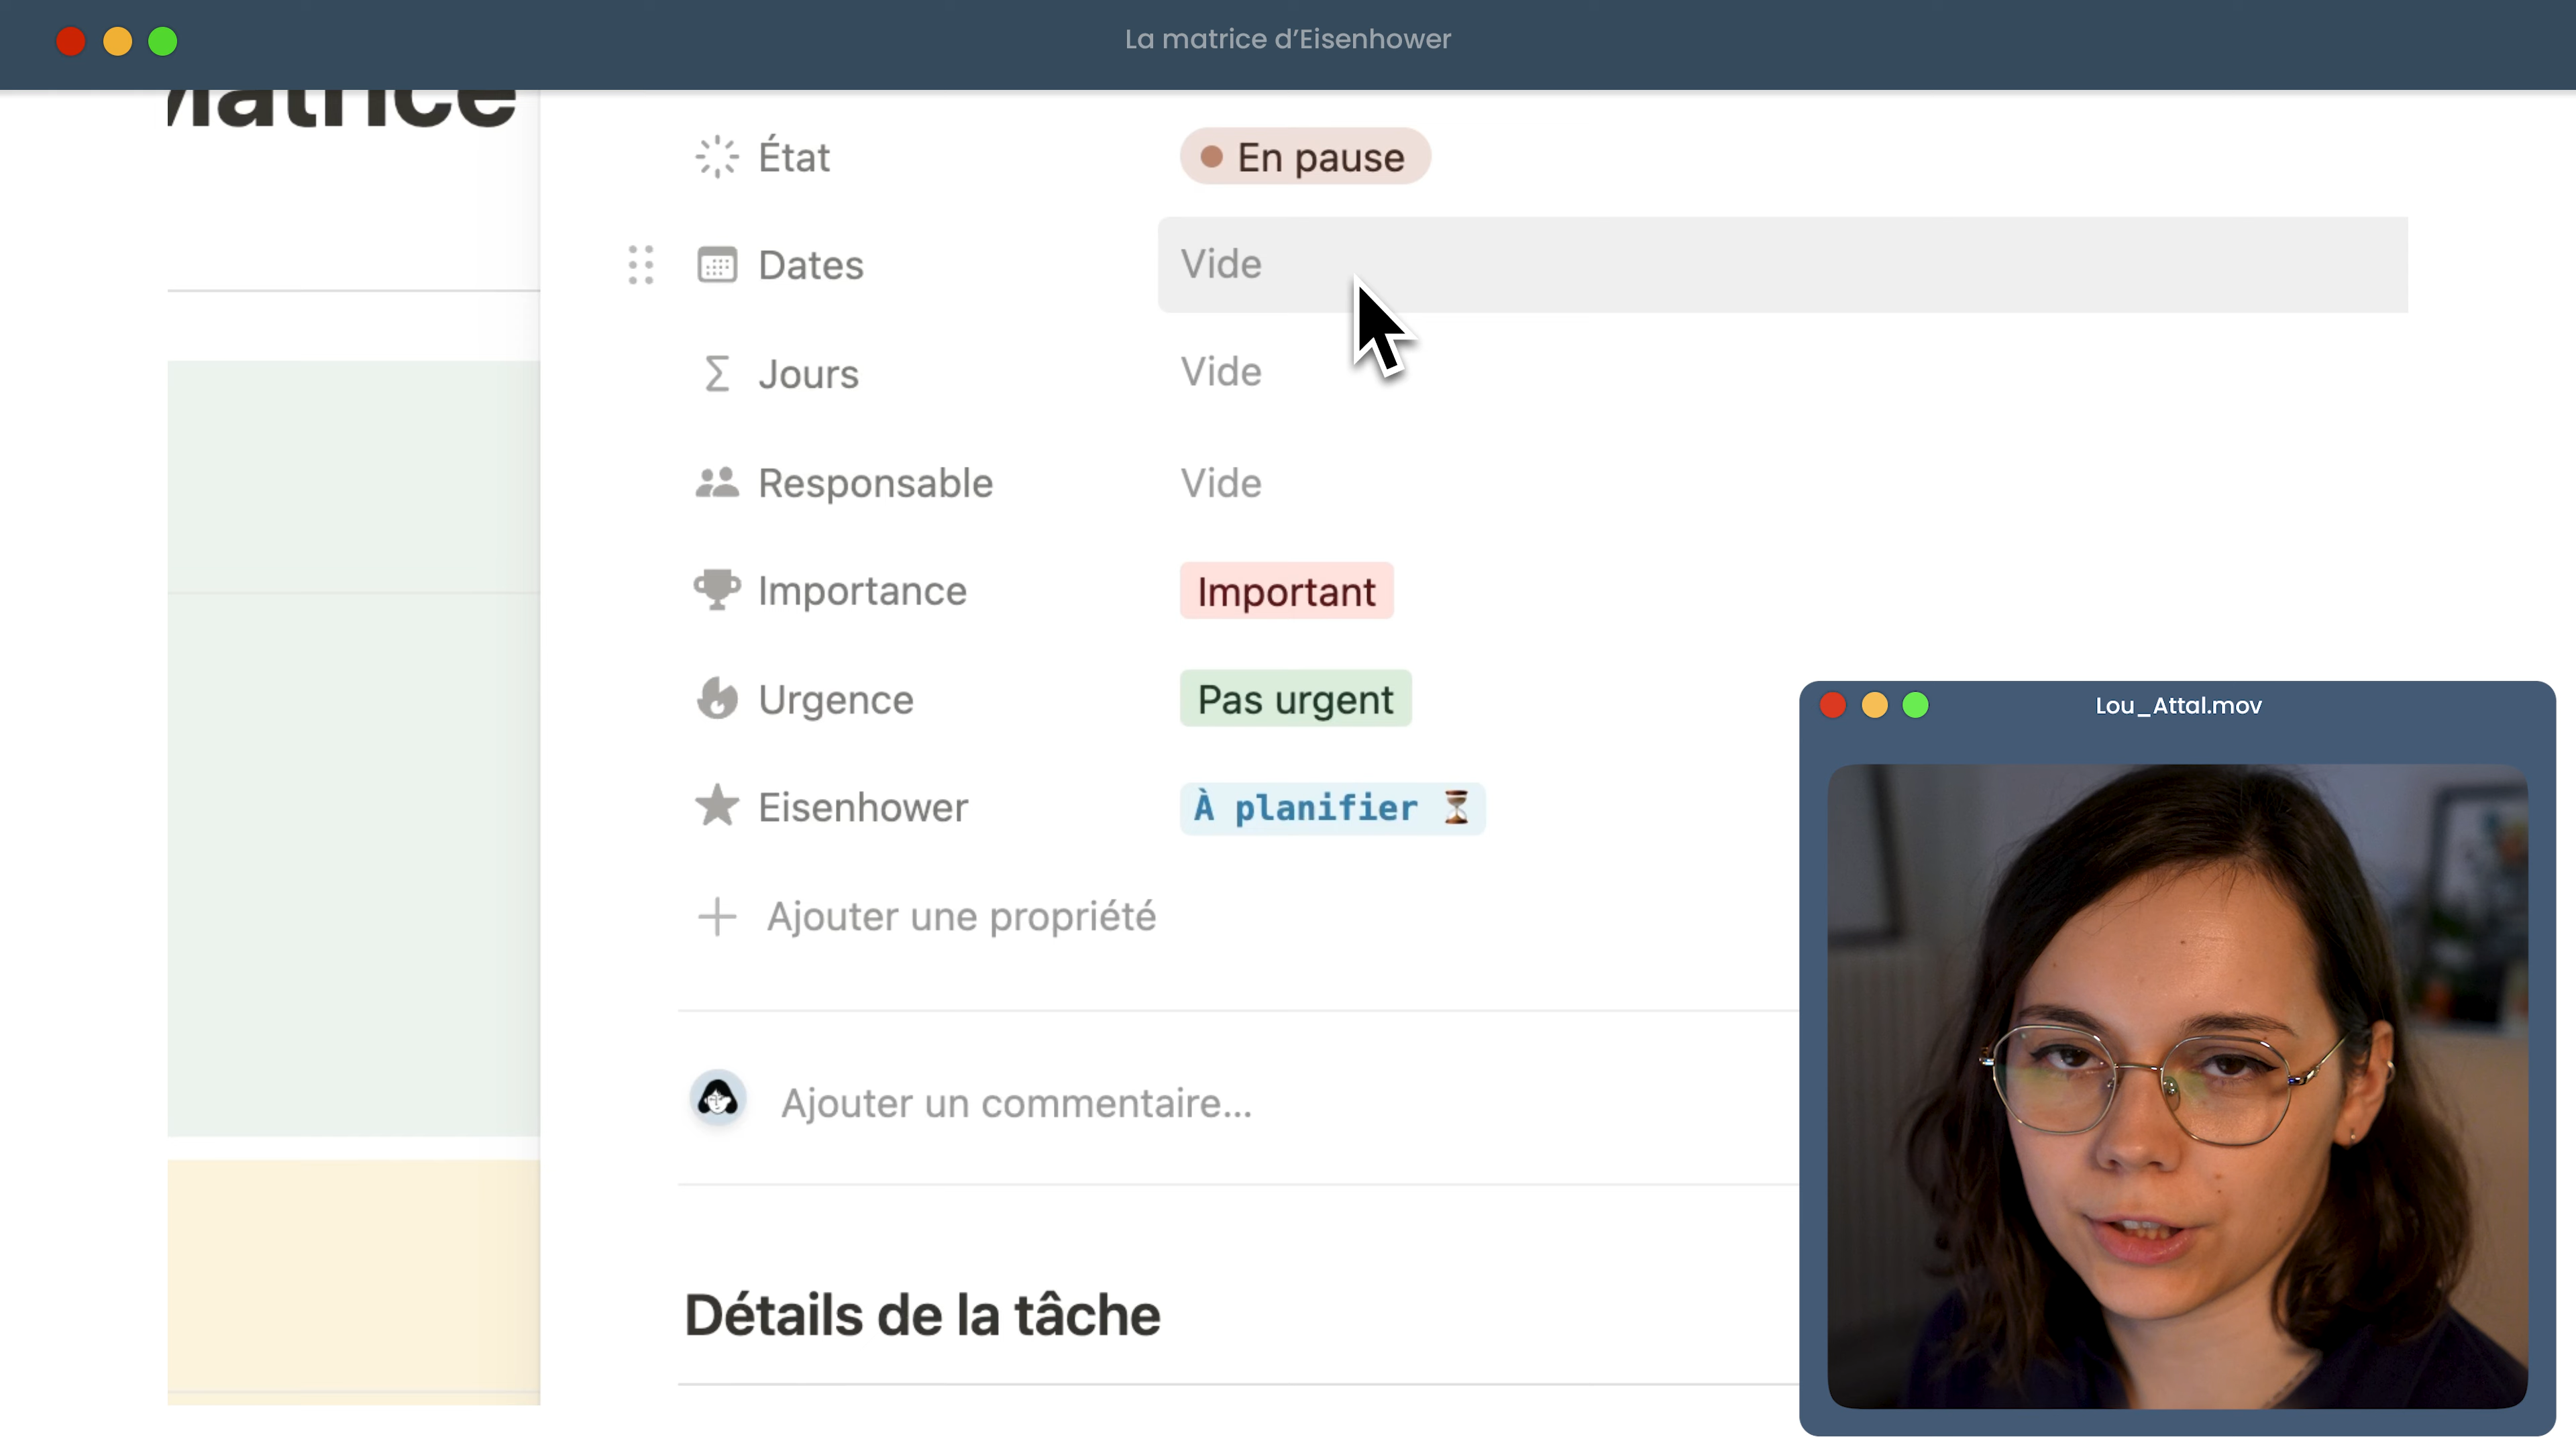 La matrice d’Eisenhower
Matrice
État
En pause
Dates
Vide
Jours
Vide
Responsable
Vide
Importance
Important
Urgence
Pas urgent
Eisenhower
À planifier ⏳
Ajouter une propriété
Ajouter un commentaire...
Détails de la tâche
Lou_Attal.mov